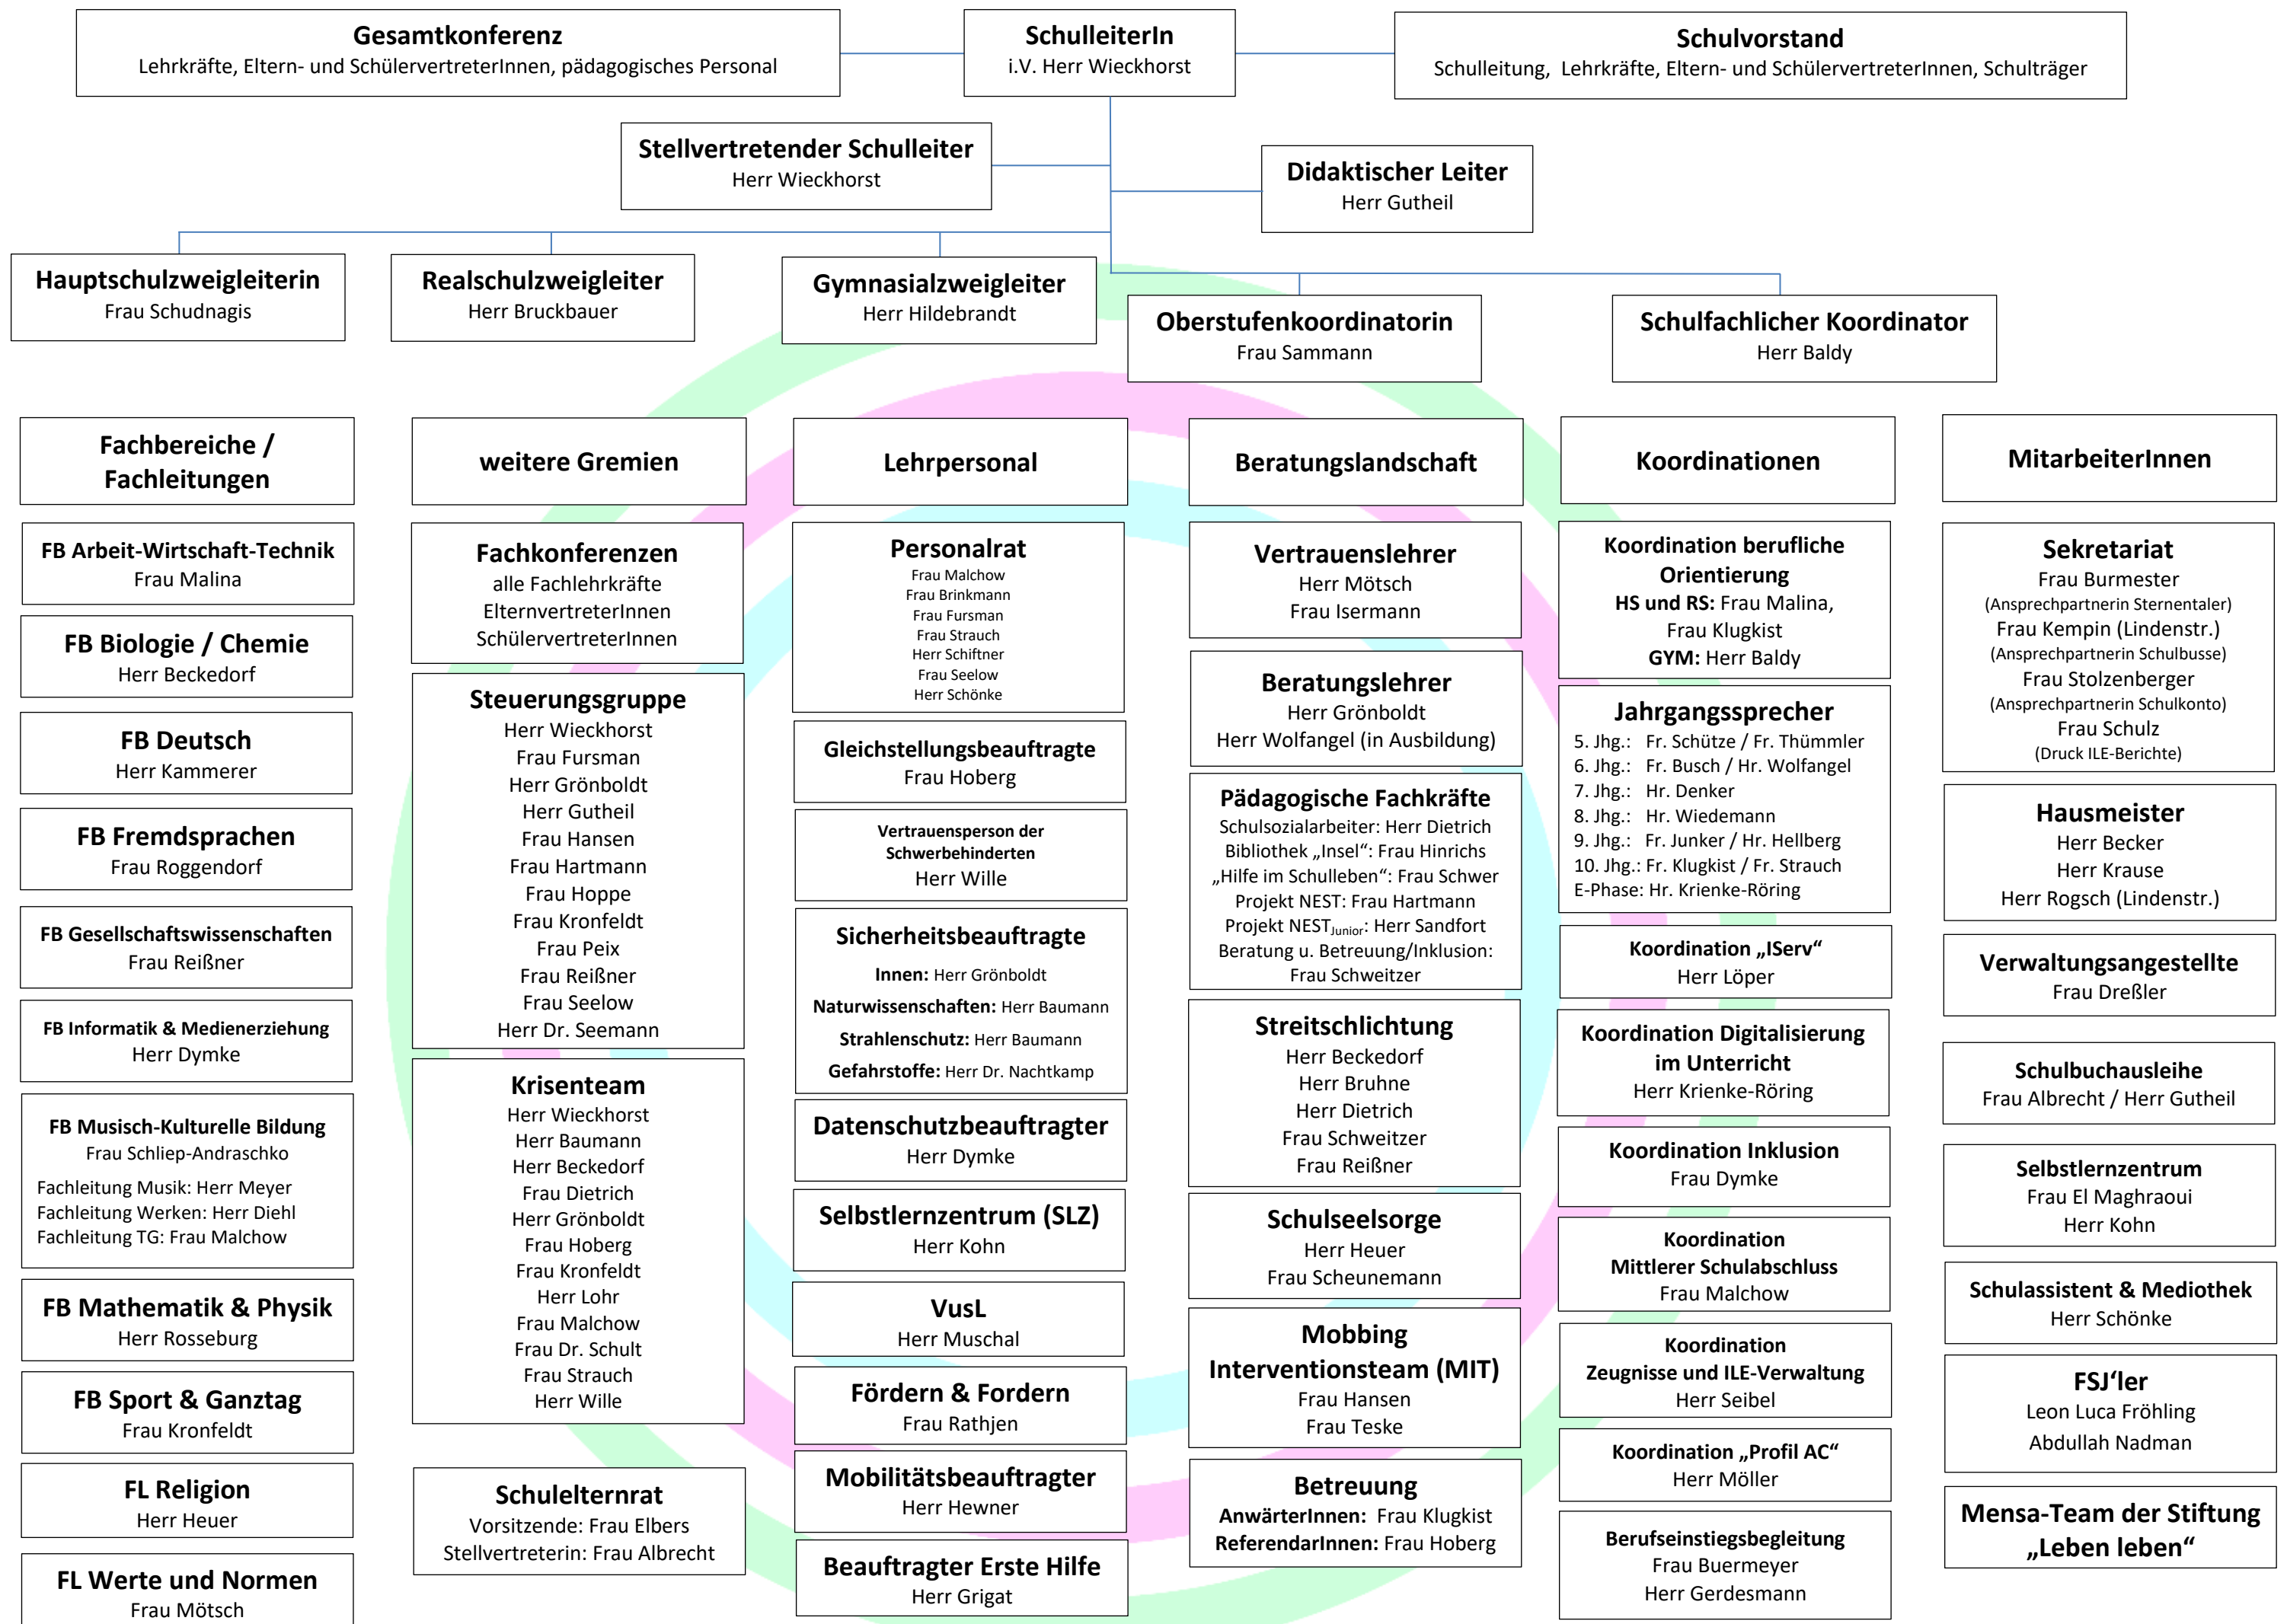 Gesamtkonferenz
Lehrkräfte, Eltern- und SchülervertreterInnen, pädagogisches Personal
SchulleiterIn
i.V. Herr Wieckhorst
Schulvorstand
Schulleitung, Lehrkräfte, Eltern- und SchülervertreterInnen, Schulträger
Stellvertretender Schulleiter
Herr Wieckhorst
Didaktischer Leiter
Herr Gutheil
Hauptschulzweigleiterin
Frau Schudnagis
Realschulzweigleiter
Herr Bruckbauer
Gymnasialzweigleiter
Herr Hildebrandt
Oberstufenkoordinatorin
Frau Sammann
Schulfachlicher Koordinator
Herr Baldy
Fachbereiche /
Fachleitungen
FB Arbeit-Wirtschaft-Technik
Frau Malina
FB Biologie / Chemie
Herr Beckedorf
FB Deutsch
Herr Kammerer
FB Fremdsprachen
Frau Roggendorf
FB Gesellschaftswissenschaften
Frau Reißner
FB Informatik & Medienerziehung
Herr Dymke
FB Musisch-Kulturelle Bildung
Frau Schliep-Andraschko
Fachleitung Musik: Herr Meyer
Fachleitung Werken: Herr Diehl
Fachleitung TG: Frau Malchow
FB Mathematik & Physik
Herr Rosseburg
FB Sport & Ganztag
Frau Kronfeldt
FL Religion
Herr Heuer
FL Werte und Normen
Frau Mötsch
weitere Gremien
Fachkonferenzen
alle Fachlehrkräfte
ElternvertreterInnen
SchülervertreterInnen
Steuerungsgruppe
Herr Wieckhorst
Frau Fursman
Herr Grönboldt
Herr Gutheil
Frau Hansen
Frau Hartmann
Frau Hoppe
Frau Kronfeldt
Frau Peix
Frau Reißner
Frau Seelow
Herr Dr. Seemann
Krisenteam
Herr Wieckhorst
Herr Baumann
Herr Beckedorf
Frau Dietrich
Herr Grönboldt
Frau Hoberg
Frau Kronfeldt
Herr Lohr
Frau Malchow
Frau Dr. Schult
Frau Strauch
Herr Wille
Schulelternrat
Vorsitzende: Frau Elbers
Stellvertreterin: Frau Albrecht
Lehrpersonal
Personalrat
Frau Malchow
Frau Brinkmann
Frau Fursman
Frau Strauch
Herr Schiftner
Frau Seelow
Herr Schönke
Gleichstellungsbeauftragte
Frau Hoberg
Vertrauensperson der
Schwerbehinderten
Herr Wille
Sicherheitsbeauftragte
Innen: Herr Grönboldt
Naturwissenschaften: Herr Baumann
Strahlenschutz: Herr Baumann
Gefahrstoffe: Herr Dr. Nachtkamp
Datenschutzbeauftragter
Herr Dymke
Selbstlernzentrum (SLZ)
Herr Kohn
VusL
Herr Muschal
Fördern & Fordern
Frau Rathjen
Mobilitätsbeauftragter
Herr Hewner
Beauftragter Erste Hilfe
Herr Grigat
Beratungslandschaft
Vertrauenslehrer
Herr Mötsch
Frau Isermann
Beratungslehrer
Herr Grönboldt
Herr Wolfangel (in Ausbildung)
Pädagogische Fachkräfte
Schulsozialarbeiter: Herr Dietrich
Bibliothek „Insel“: Frau Hinrichs
„Hilfe im Schulleben“: Frau Schwer
Projekt NEST: Frau Hartmann
Projekt NESTJunior: Herr Sandfort
Beratung u. Betreuung/Inklusion:
Frau Schweitzer
Streitschlichtung
Herr Beckedorf
Herr Bruhne
Herr Dietrich
Frau Schweitzer
Frau Reißner
Schulseelsorge
Herr Heuer
Frau Scheunemann
Mobbing
Interventionsteam (MIT)
Frau Hansen
Frau Teske
Betreuung
AnwärterInnen: Frau Klugkist
ReferendarInnen: Frau Hoberg
Koordinationen
Koordination berufliche
Orientierung
HS und RS: Frau Malina,
Frau Klugkist
GYM: Herr Baldy
Jahrgangssprecher
5. Jhg.: Fr. Schütze / Fr. Thümmler
6. Jhg.: Fr. Busch / Hr. Wolfangel
7. Jhg.: Hr. Denker
8. Jhg.: Hr. Wiedemann
9. Jhg.: Fr. Junker / Hr. Hellberg
10. Jhg.: Fr. Klugkist / Fr. Strauch
E-Phase: Hr. Krienke-Röring
Koordination „IServ“
Herr Löper
Koordination Digitalisierung
im Unterricht
Herr Krienke-Röring
Koordination Inklusion
Frau Dymke
Koordination
Mittlerer Schulabschluss
Frau Malchow
Koordination
Zeugnisse und ILE-Verwaltung
Herr Seibel
Koordination „Profil AC“
Herr Möller
Berufseinstiegsbegleitung
Frau Buermeyer
Herr Gerdesmann
MitarbeiterInnen
Sekretariat
Frau Burmester
(Ansprechpartnerin Sternentaler)
Frau Kempin (Lindenstr.)
(Ansprechpartnerin Schulbusse)
Frau Stolzenberger
(Ansprechpartnerin Schulkonto)
Frau Schulz
(Druck ILE-Berichte)
Hausmeister
Herr Becker
Herr Krause
Herr Rogsch (Lindenstr.)
Verwaltungsangestellte
Frau Dreßler
Schulbuchausleihe
Frau Albrecht / Herr Gutheil
Selbstlernzentrum
Frau El Maghraoui
Herr Kohn
Schulassistent & Mediothek
Herr Schönke
FSJ‘ler
Leon Luca Fröhling
Abdullah Nadman
Mensa-Team der Stiftung
„Leben leben“